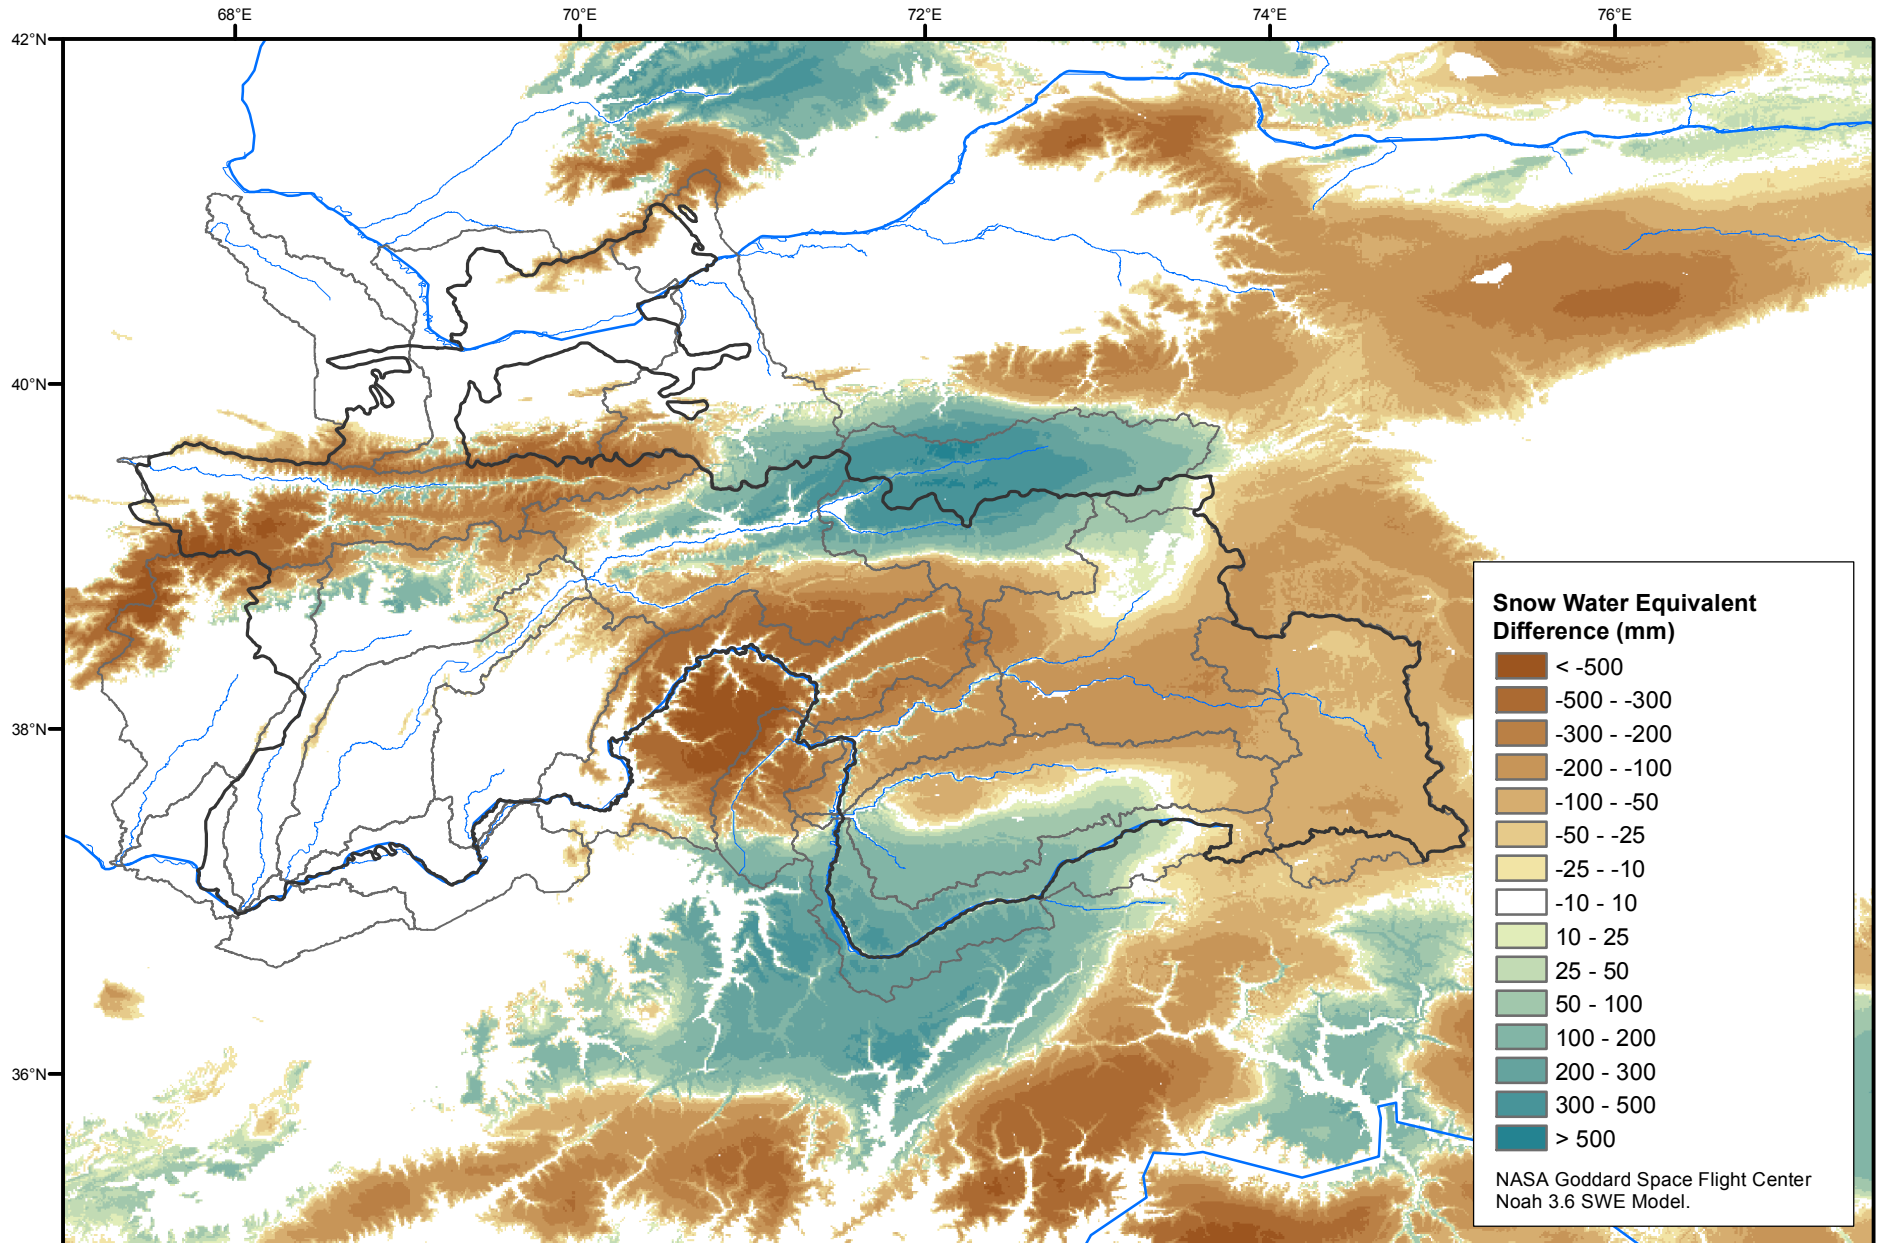 68°E 70°E 72°E 74°E 76°E
42°N
40°N
38°N
36°N
Snow Water Equivalent
Difference (mm)
< -500
-500 - -300
-300 - -200
-200 - -100
-100 - -50
-50 - -25
-25 - -10
-10 - 10
10 - 25
25 - 50
50 - 100
100 - 200
200 - 300
300 - 500
> 500
NASA Goddard Space Flight Center
Noah 3.6 SWE Model.